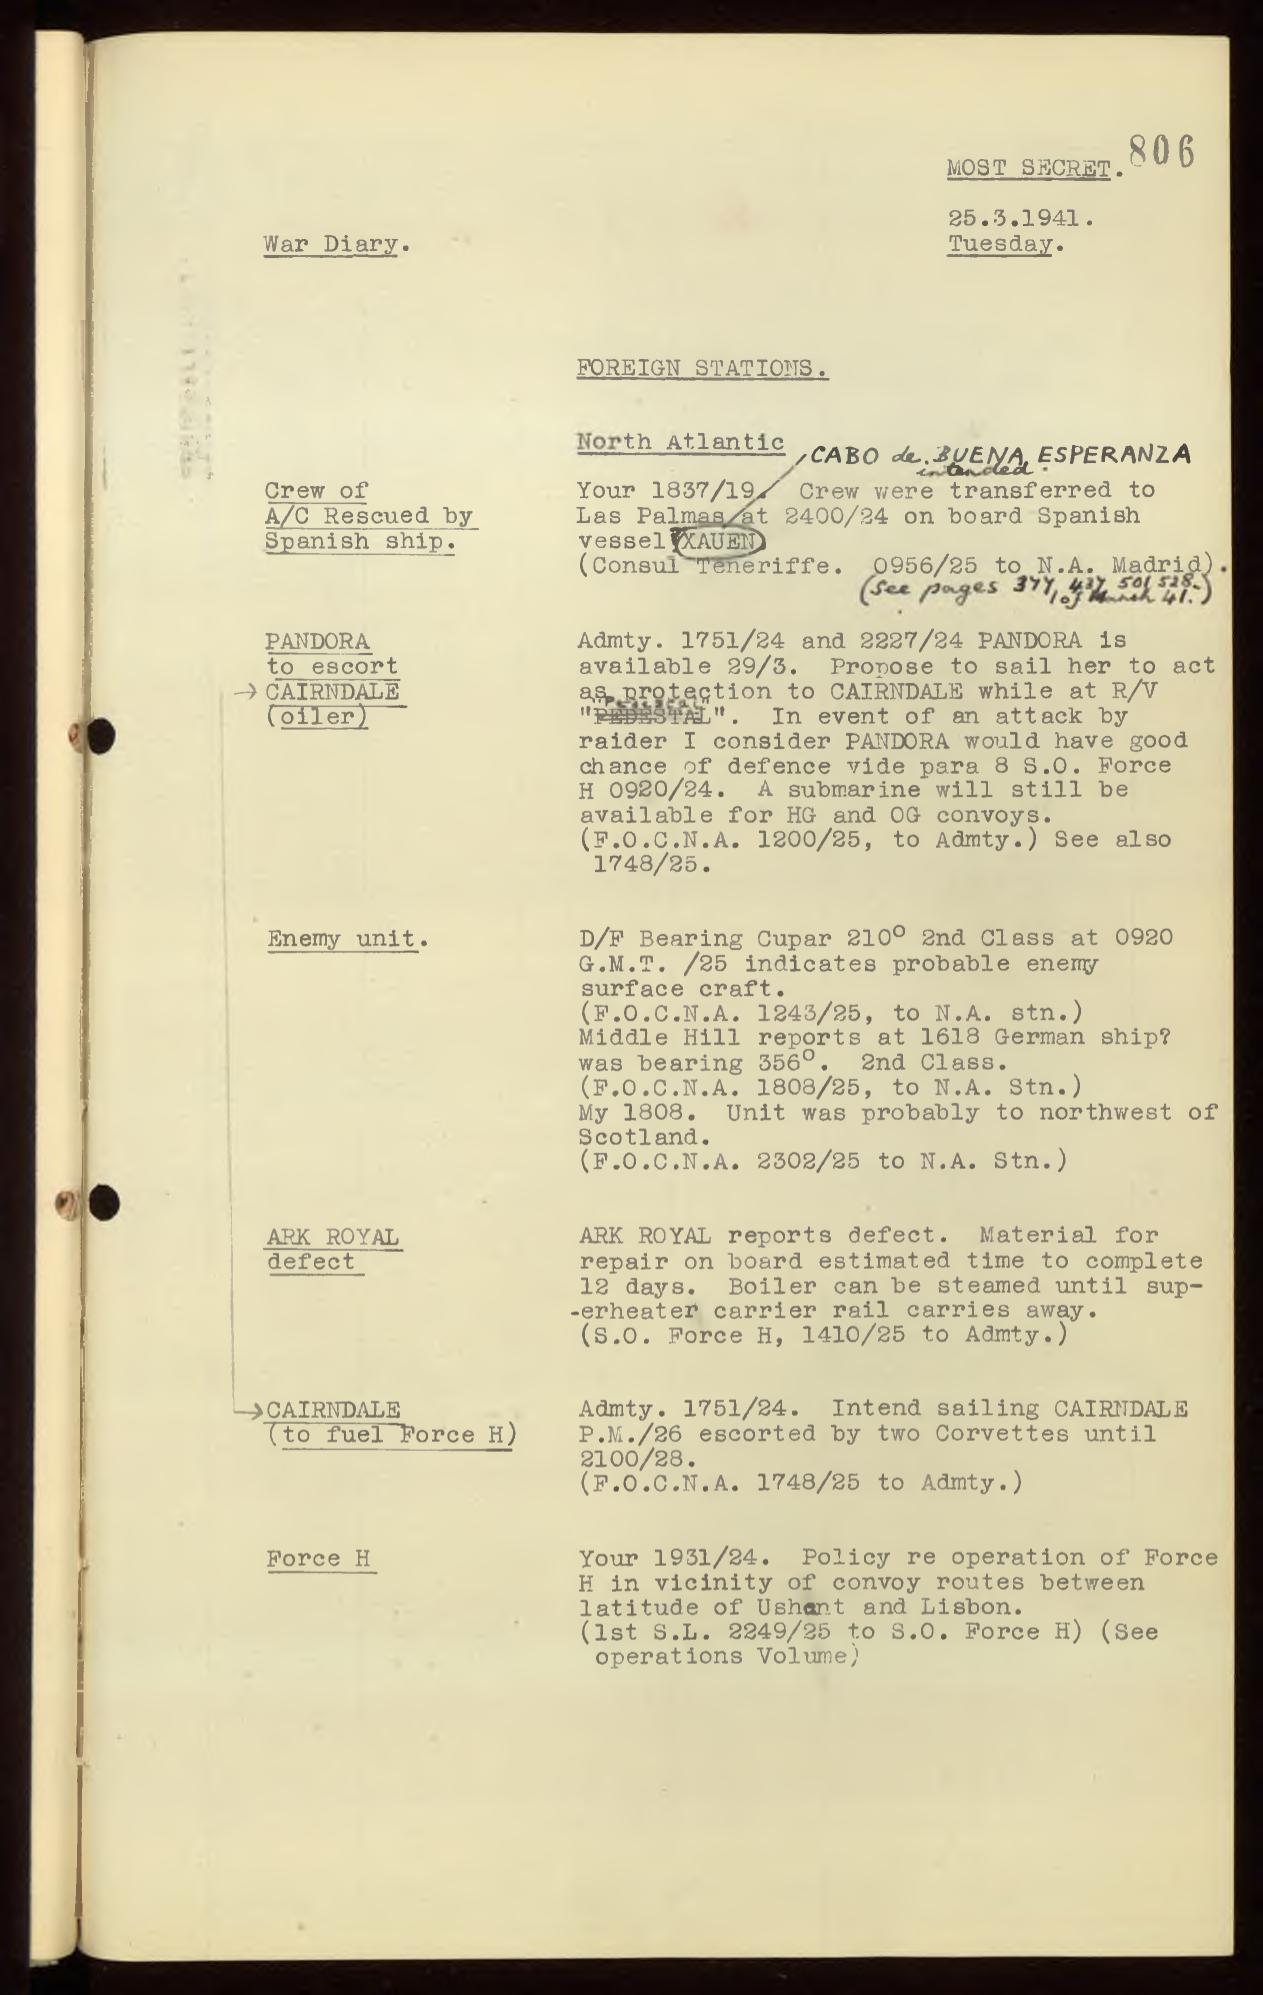 806
MOST SECRET.
25.3.1941.
War Diary.
Tuesday.
FOREIGN STATIONS.
North Atlantic
CABO de BUENA ESPERANZA
intended.
Crew of
A/C Rescued by
Spanish ship.
Your 1837/19. Crew were transferred to
Las Palmas at 2400/24 on board Spanish
vessel ?XAUEN)
(Consul Teneriffe. 0956/25 to N.A. Madrid).
(See pages 377, 437, 501 528.
of March 41.)
PANDORA
to escort
→ CAIRNDALE
(oiler)
Admty. 1751/24 and 2227/24 PANDORA is
available 29/3. Propose to sail her to act
as protection to CAIRNDALE while at R/V
"PEDESTAL". In event of an attack by
raider I consider PANDORA would have good
chance of defence vide para 8 S.O. Force
H 0920/24. A submarine will still be
available for HG and OG convoys.
(F.O.C.N.A. 1200/25, to Admty.) See also
1748/25.
Enemy unit.
D/F Bearing Cupar 210° 2nd Class at 0920
G.M.T. /25 indicates probable enemy
surface craft.
(F.O.C.N.A. 1243/25, to N.A. stn.)
Middle Hill reports at 1618 German ship?
was bearing 356°. 2nd Class.
(F.O.C.N.A. 1808/25, to N.A. Stn.)
My 1808. Unit was probably to northwest of
Scotland.
(F.O.C.N.A. 2302/25 to N.A. Stn.)
ARK ROYAL
defect
ARK ROYAL reports defect. Material for
repair on board estimated time to complete
12 days. Boiler can be steamed until sup-
-erheater carrier rail carries away.
(S.O. Force H, 1410/25 to Admty.)
→ CAIRNDALE
(to fuel Force H)
Admty. 1751/24. Intend sailing CAIRNDALE
P.M./26 escorted by two Corvettes until
2100/28.
(F.O.C.N.A. 1748/25 to Admty.)
Force H
Your 1931/24. Policy re operation of Force
H in vicinity of convoy routes between
latitude of Ushant and Lisbon.
(1st S.L. 2249/25 to S.O. Force H) (See
operations Volume)